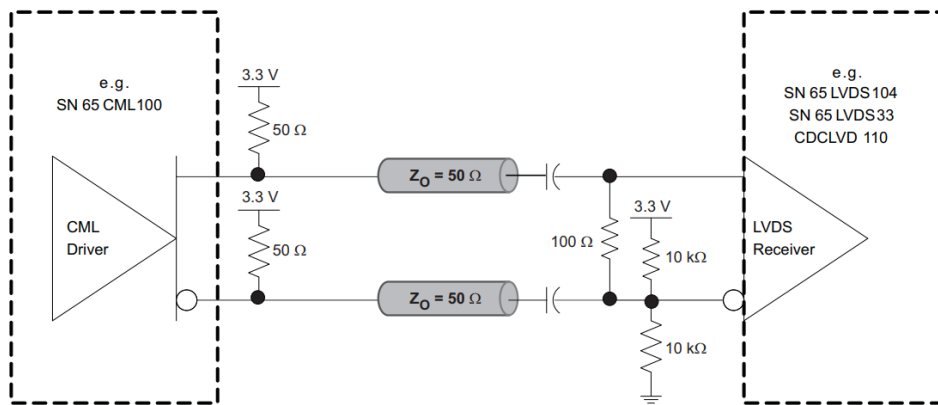 e.g.
SN 65 CML100
3.3 V
50 Ω
3.3 V
50 Ω
CML
Driver
Z_O = 50 Ω
Z_O = 50 Ω
100 Ω
3.3 V
10 kΩ
10 kΩ
e.g.
SN 65 LVDS104
SN 65 LVDS33
CDCLVD 110
LVDS
Receiver